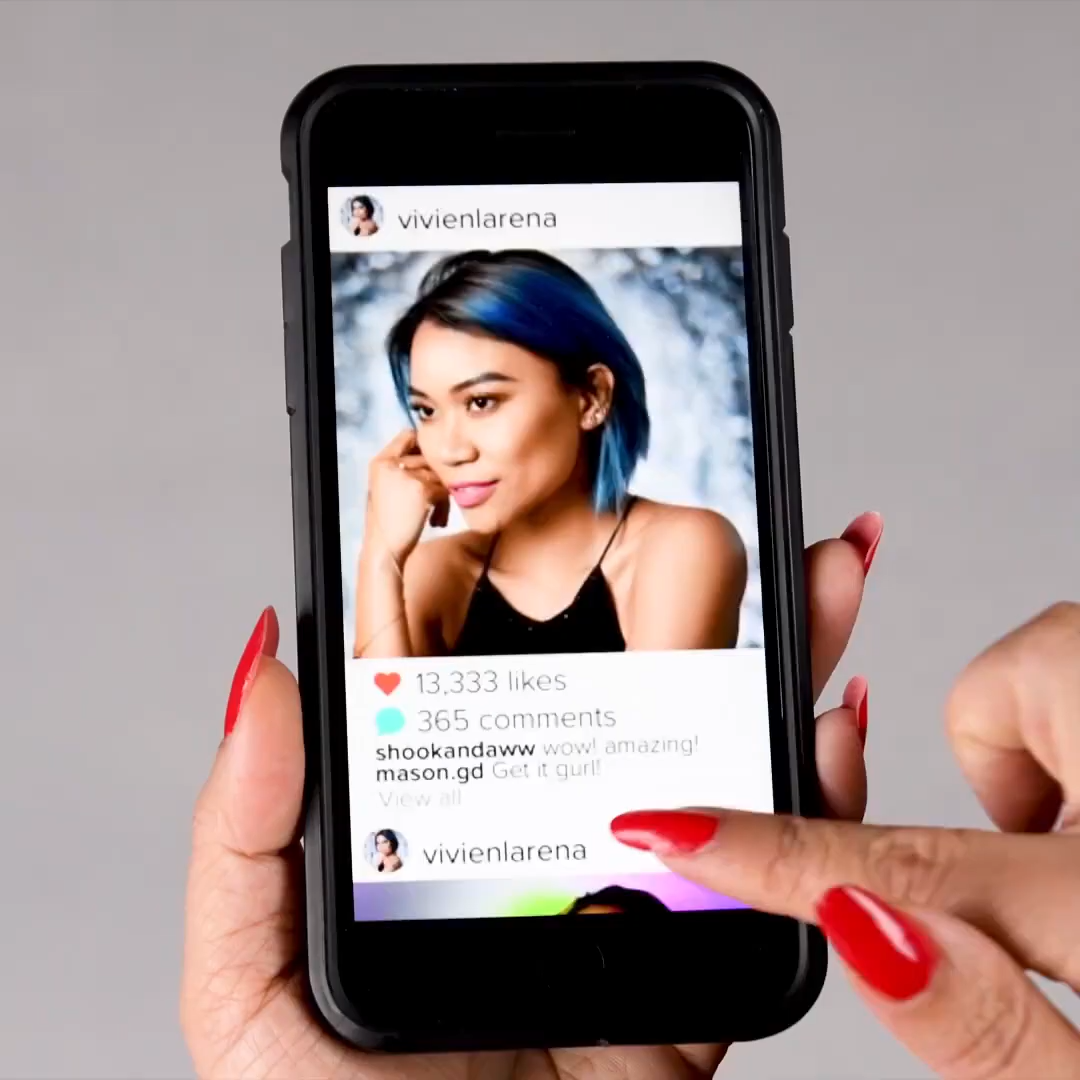 vivienlarena
13,333 likes
365 comments
shookandaww wow! amazing!
mason.gd Get it gurl!
View all
vivienlarena